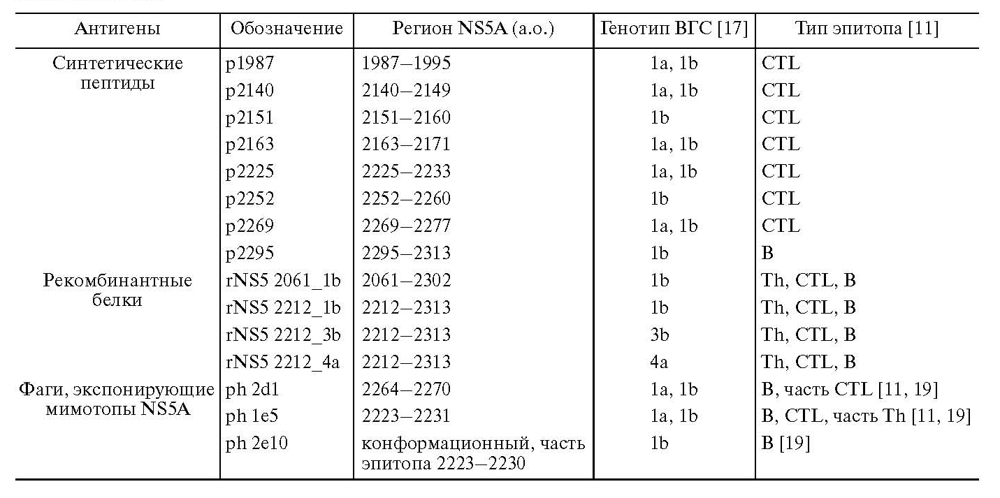 Антигены Обозначение Регион NS5A (а.о.) Генотип ВГС [17] Тип эпитопа [11]
Синтетические p1987 1987–1995 1a, 1b CTL
пептиды
p2140 2140–2149 1a, 1b CTL
p2151 2151–2160 1b CTL
p2163 2163–2171 1a, 1b CTL
p2225 2225–2233 1a, 1b CTL
p2252 2252–2260 1b CTL
p2269 2269–2277 1a, 1b CTL
p2295 2295–2313 1b B
Рекомбинантные rNS5 2061_1b 2061–2302 1b Th, CTL, B
белки
rNS5 2212_1b 2212–2313 1b Th, CTL, B
rNS5 2212_3b 2212–2313 3b Th, CTL, B
rNS5 2212_4a 2212–2313 4a Th, CTL, B
Фаги, экспонирующие ph 2d1 2264–2270 1a, 1b B, часть CTL [11, 19]
мимотопы NS5A
ph 1e5 2223–2231 1a, 1b B, CTL, часть Th [11, 19]
ph 2e10 конформационный, часть 1b B [19]
эпитопа 2223–2230